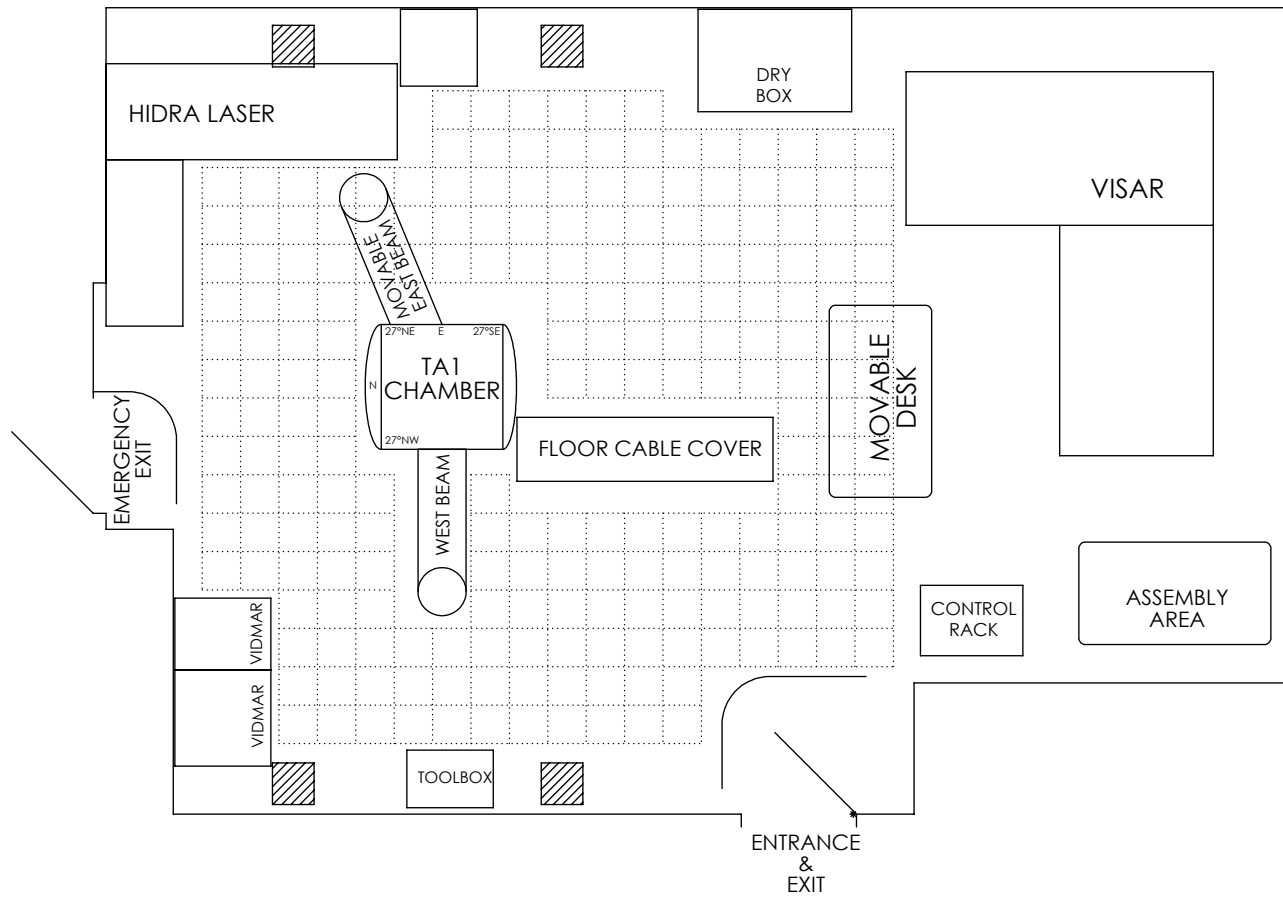 DRY
BOX
HIDRA LASER
VISAR
MOVABLE
EAST BEAM
27°NE
E
27°SE
TA1
CHAMBER
N
27°NW
MOVABLE
DESK
FLOOR CABLE COVER
EMERGENCY
EXIT
WEST BEAM
VIDMAR
VIDMAR
CONTROL
RACK
ASSEMBLY
AREA
TOOLBOX
ENTRANCE
&
EXIT